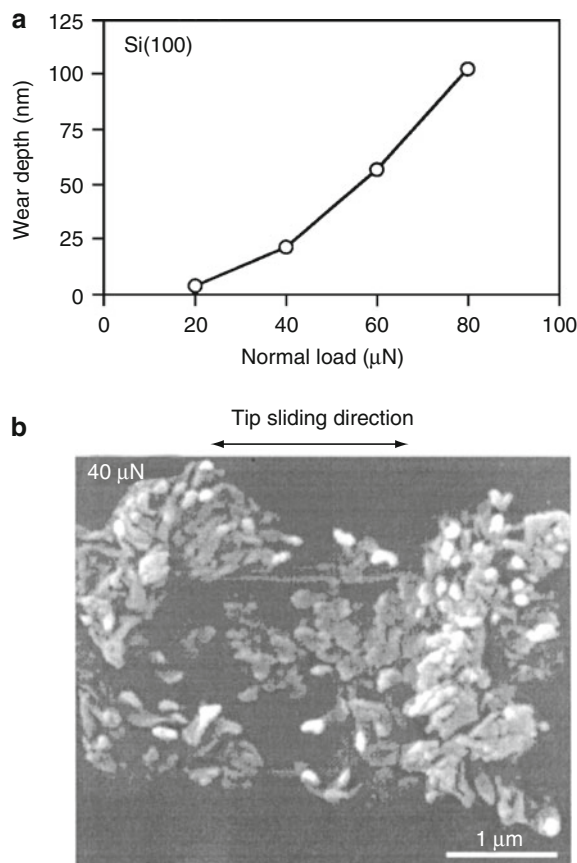 a
125
100
75
50
25
0
Si(100)
Wear depth (nm)
0 20 40 60 80 100
Normal load (μN)
b
Tip sliding direction
40 μN
1 μm